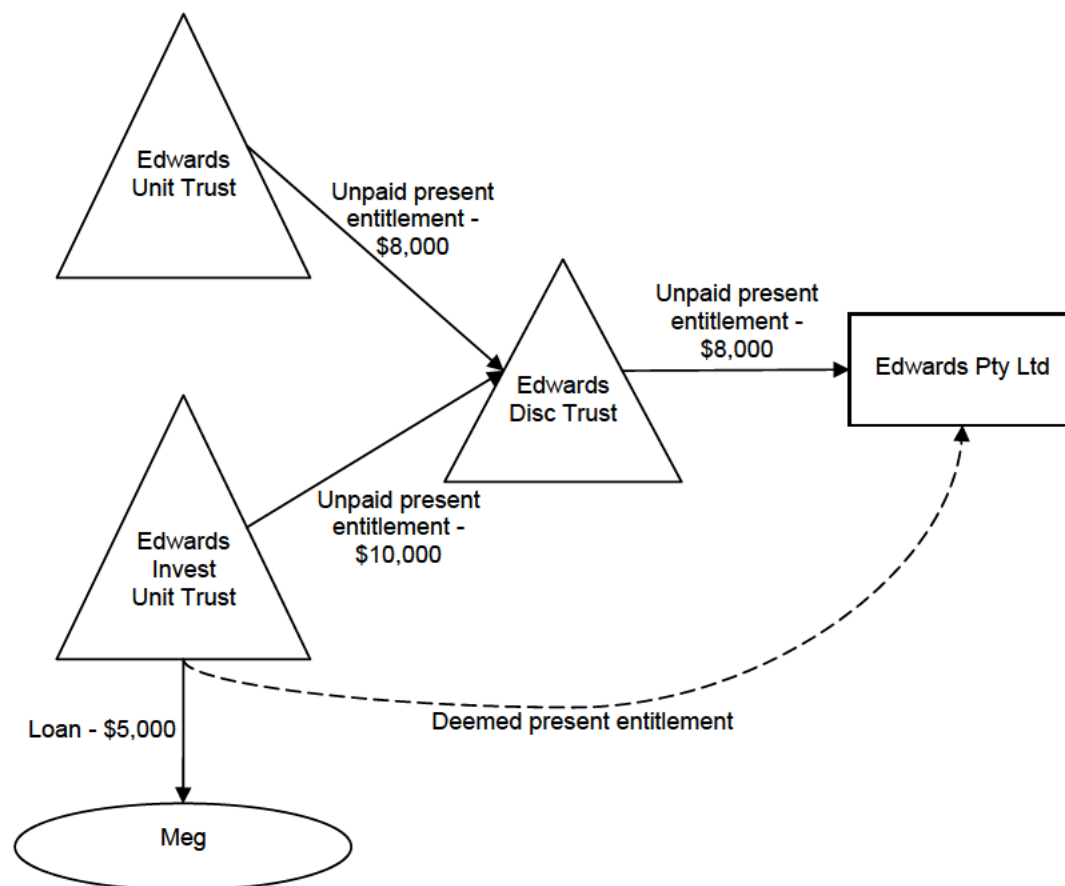 Edwards
Unit Trust
Unpaid present
entitlement -
$8,000
Unpaid present
entitlement -
$8,000
Edwards Pty Ltd
Edwards
Disc Trust
Unpaid present
entitlement -
$10,000
Edwards
Invest
Unit Trust
Loan - $5,000
Deemed present entitlement
Meg